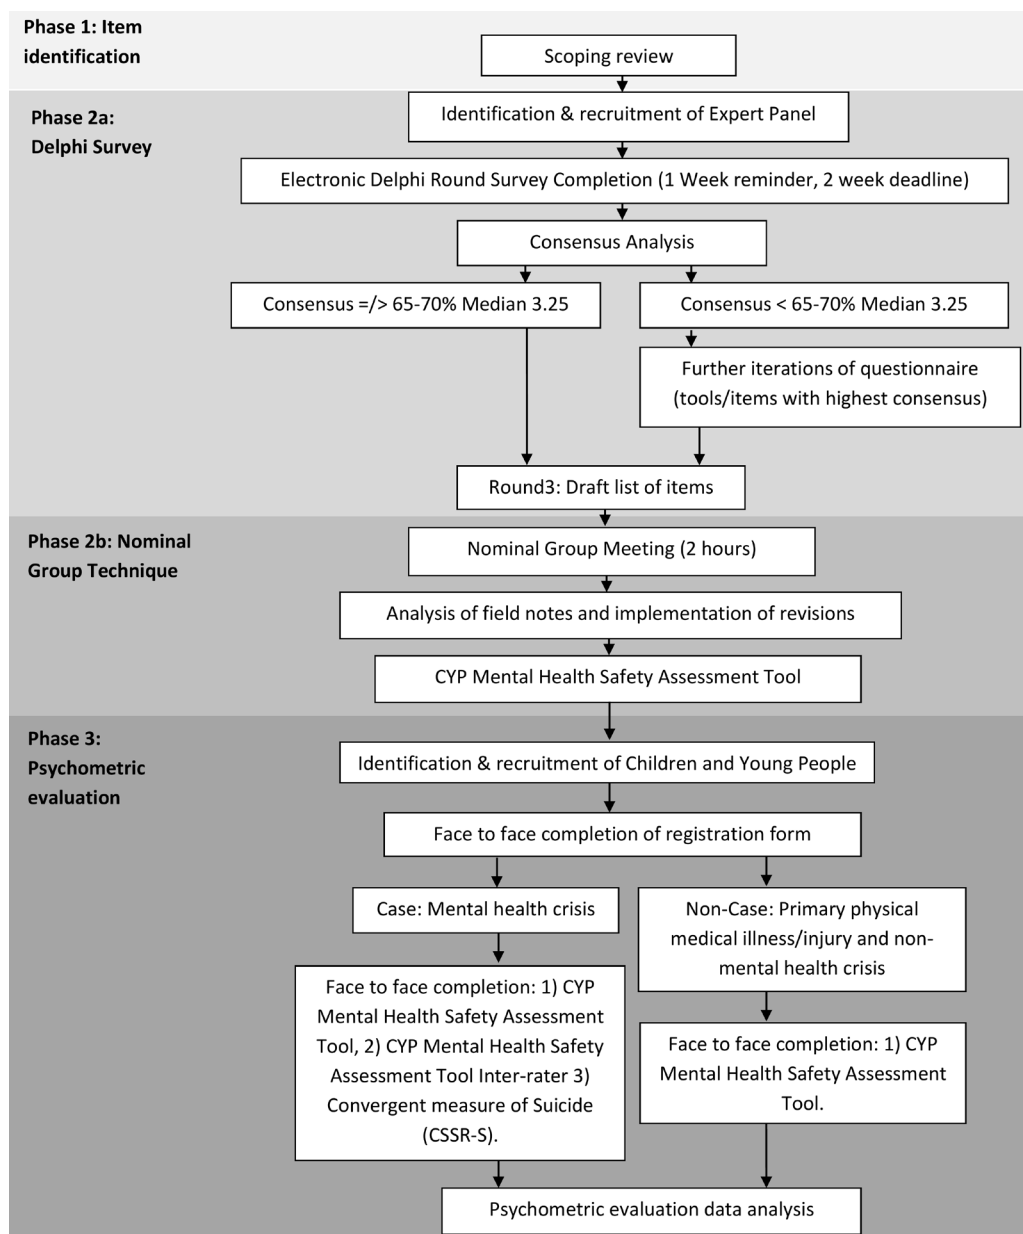 Phase 1: Item
identification
Scoping review
Phase 2a:
Delphi Survey
Identification & recruitment of Expert Panel
Electronic Delphi Round Survey Completion (1 Week reminder, 2 week deadline)
Consensus Analysis
Consensus =/> 65-70% Median 3.25
Consensus < 65-70% Median 3.25
Further iterations of questionnaire
(tools/items with highest consensus)
Round3: Draft list of items
Phase 2b: Nominal
Group Technique
Nominal Group Meeting (2 hours)
Analysis of field notes and implementation of revisions
CYP Mental Health Safety Assessment Tool
Phase 3:
Psychometric
evaluation
Identification & recruitment of Children and Young People
Face to face completion of registration form
Case: Mental health crisis
Non-Case: Primary physical
medical illness/injury and non-
mental health crisis
Face to face completion: 1) CYP
Mental Health Safety Assessment
Tool, 2) CYP Mental Health Safety
Assessment Tool Inter-rater 3)
Convergent measure of Suicide
(CSSR-S).
Face to face completion: 1) CYP
Mental Health Safety Assessment
Tool.
Psychometric evaluation data analysis